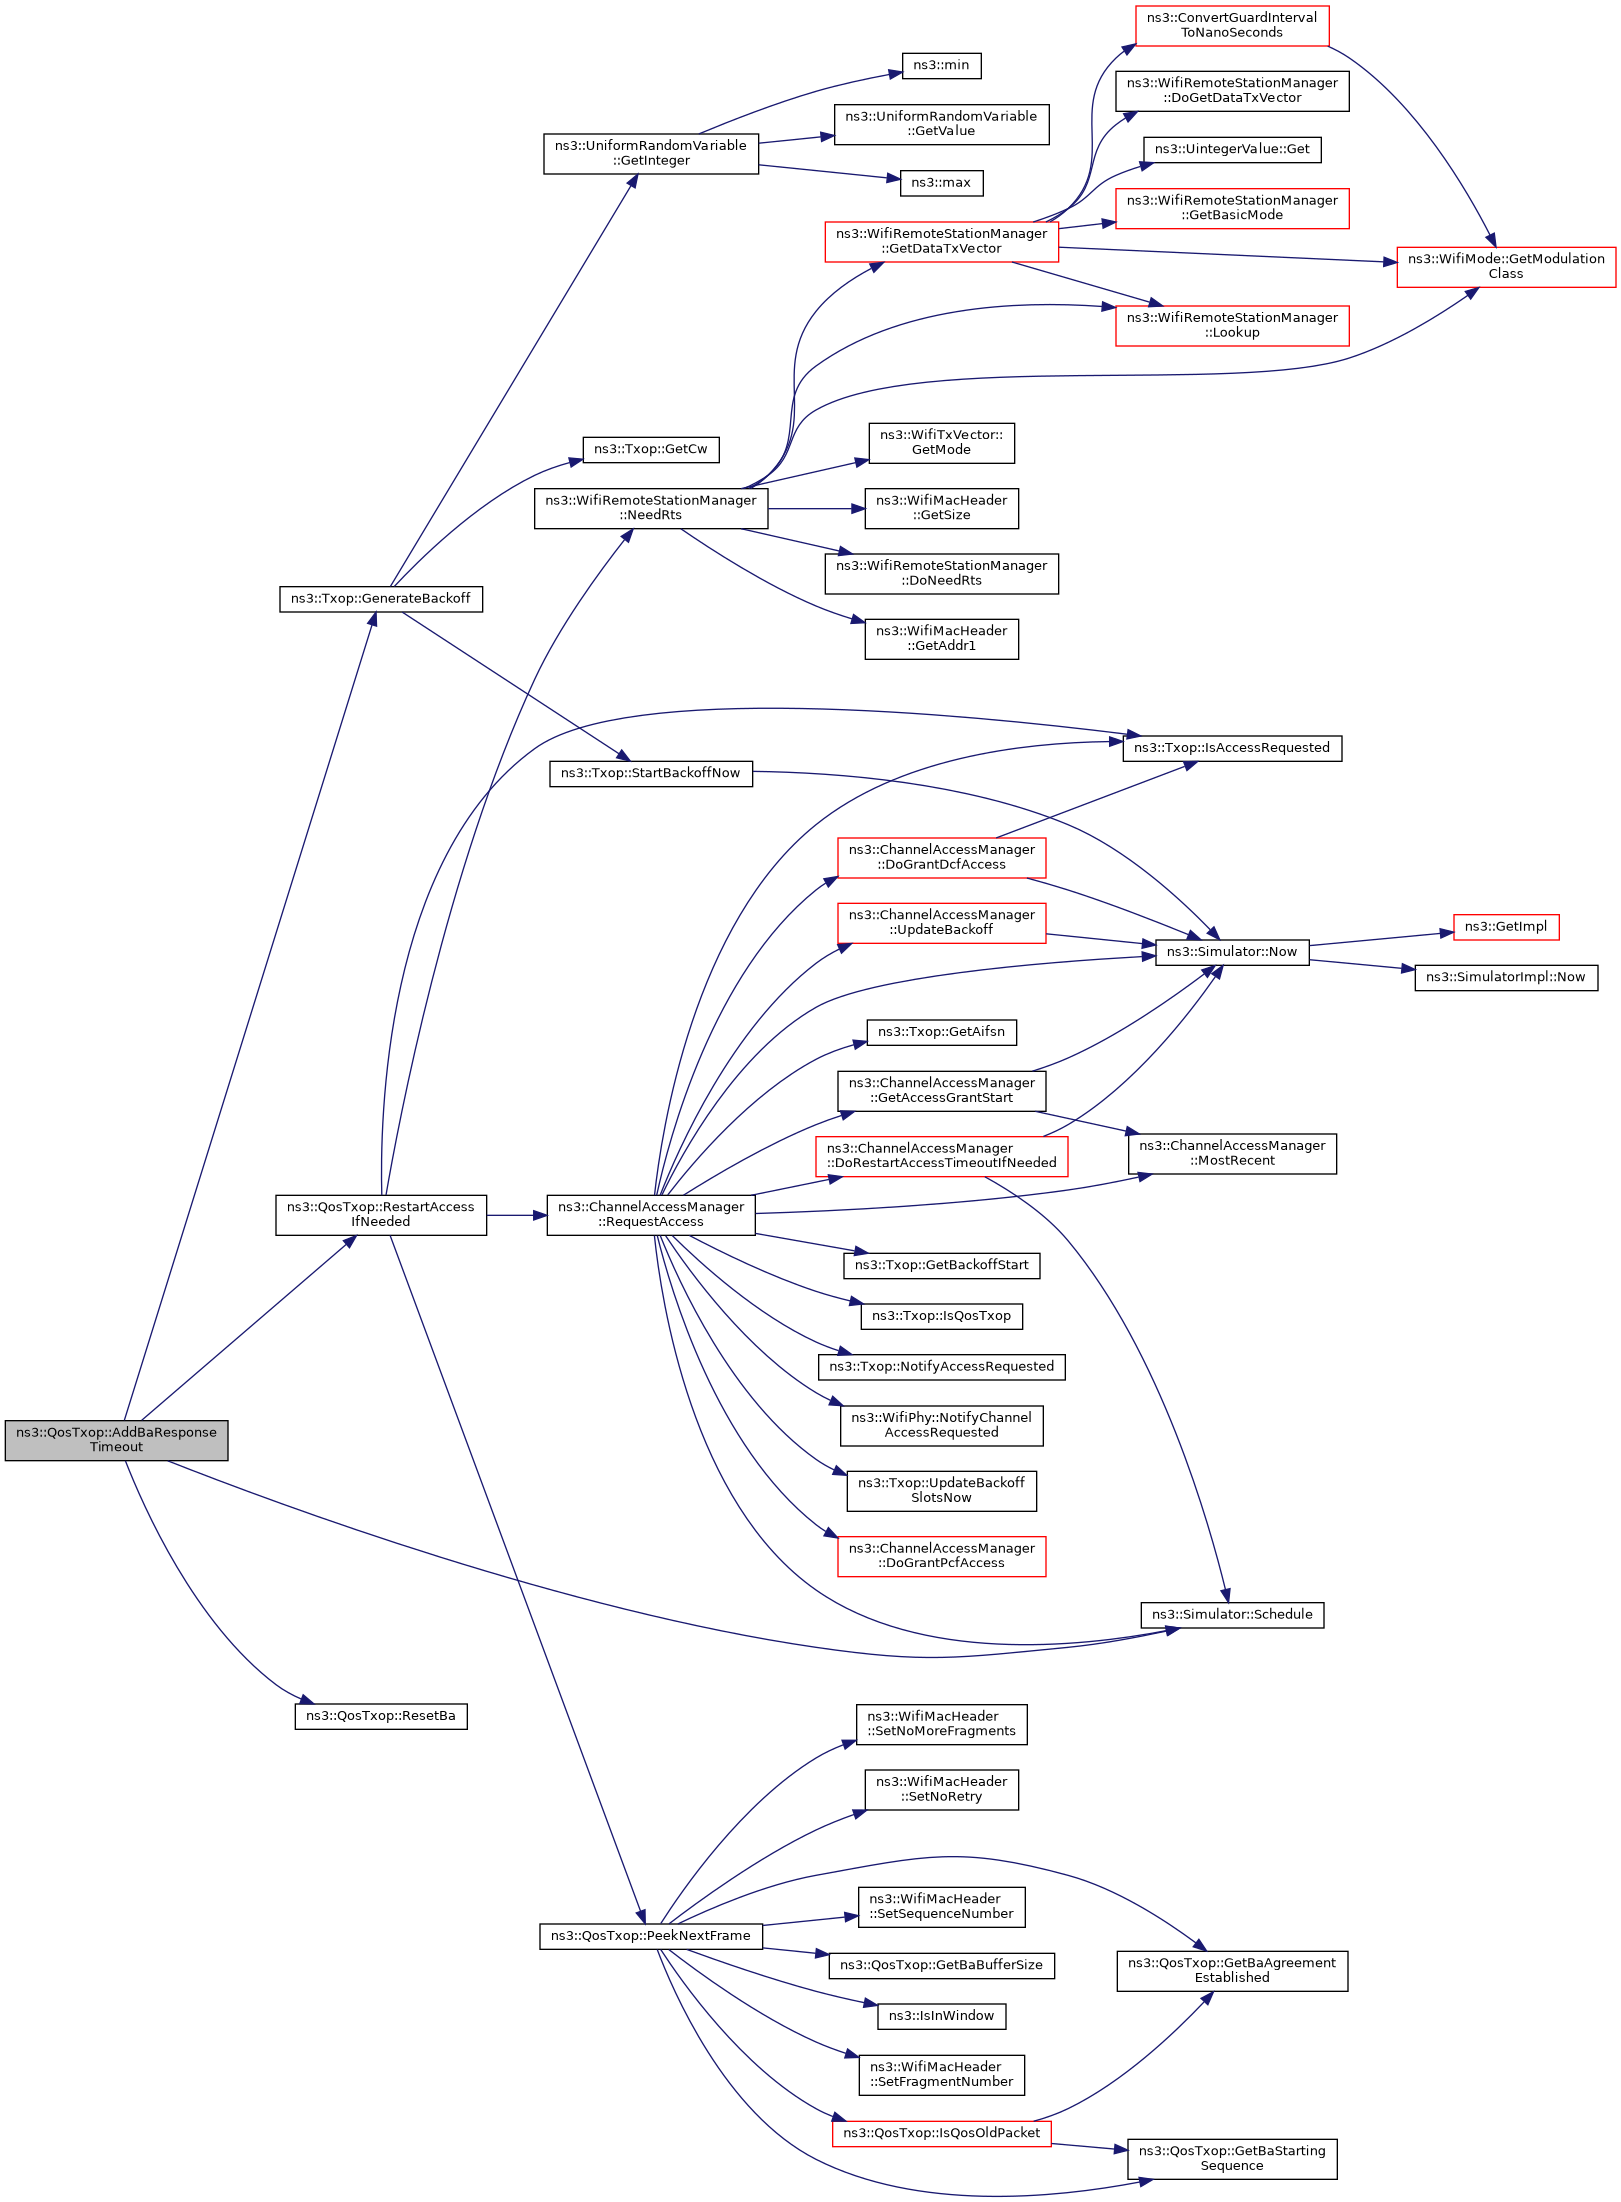 ns3::ConvertGuardInterval
ToNanoSeconds
ns3::min
ns3::WifiRemoteStationManager
::DoGetDataTxVector
ns3::UniformRandomVariable
::GetValue
ns3::UniformRandomVariable
::GetInteger
ns3::UintegerValue::Get
ns3::max
ns3::WifiRemoteStationManager
::GetBasicMode
ns3::WifiRemoteStationManager
::GetDataTxVector
ns3::WifiMode::GetModulation
Class
ns3::WifiRemoteStationManager
::Lookup
ns3::Txop::GetCw
ns3::WifiTxVector::
GetMode
ns3::WifiRemoteStationManager
::NeedRts
ns3::WifiMacHeader
::GetSize
ns3::WifiRemoteStationManager
::DoNeedRts
ns3::Txop::GenerateBackoff
ns3::WifiMacHeader
::GetAddr1
ns3::Txop::IsAccessRequested
ns3::Txop::StartBackoffNow
ns3::ChannelAccessManager
::DoGrantDcfAccess
ns3::ChannelAccessManager
::UpdateBackoff
ns3::GetImpl
ns3::Simulator::Now
ns3::SimulatorImpl::Now
ns3::Txop::GetAifsn
ns3::ChannelAccessManager
::GetAccessGrantStart
ns3::ChannelAccessManager
::DoRestartAccessTimeoutIfNeeded
ns3::ChannelAccessManager
::MostRecent
ns3::QosTxop::RestartAccess
IfNeeded
ns3::ChannelAccessManager
::RequestAccess
ns3::Txop::GetBackoffStart
ns3::Txop::IsQosTxop
ns3::Txop::NotifyAccessRequested
ns3::WifiPhy::NotifyChannel
AccessRequested
ns3::QosTxop::AddBaResponse
Timeout
ns3::Txop::UpdateBackoff
SlotsNow
ns3::ChannelAccessManager
::DoGrantPcfAccess
ns3::Simulator::Schedule
ns3::QosTxop::ResetBa
ns3::WifiMacHeader
::SetNoMoreFragments
ns3::WifiMacHeader
::SetNoRetry
ns3::WifiMacHeader
::SetSequenceNumber
ns3::QosTxop::PeekNextFrame
ns3::QosTxop::GetBaBufferSize
ns3::QosTxop::GetBaAgreement
Established
ns3::IsInWindow
ns3::WifiMacHeader
::SetFragmentNumber
ns3::QosTxop::IsQosOldPacket
ns3::QosTxop::GetBaStarting
Sequence